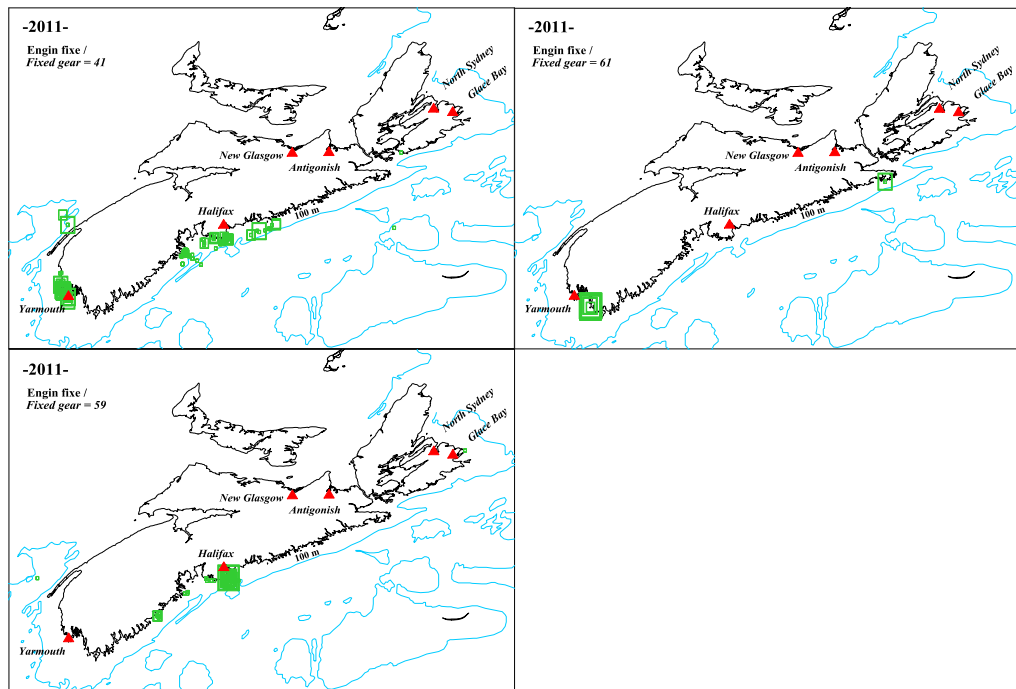 -2011-
Engin fixe /
Fixed gear = 41
North Sydney
Glace Bay
New Glasgow
Antigonish
Halifax
100 m
Yarmouth
-2011-
Engin fixe /
Fixed gear = 61
North Sydney
Glace Bay
New Glasgow
Antigonish
Halifax
100 m
Yarmouth
-2011-
Engin fixe /
Fixed gear = 59
North Sydney
Glace Bay
New Glasgow
Antigonish
Halifax
100 m
Yarmouth